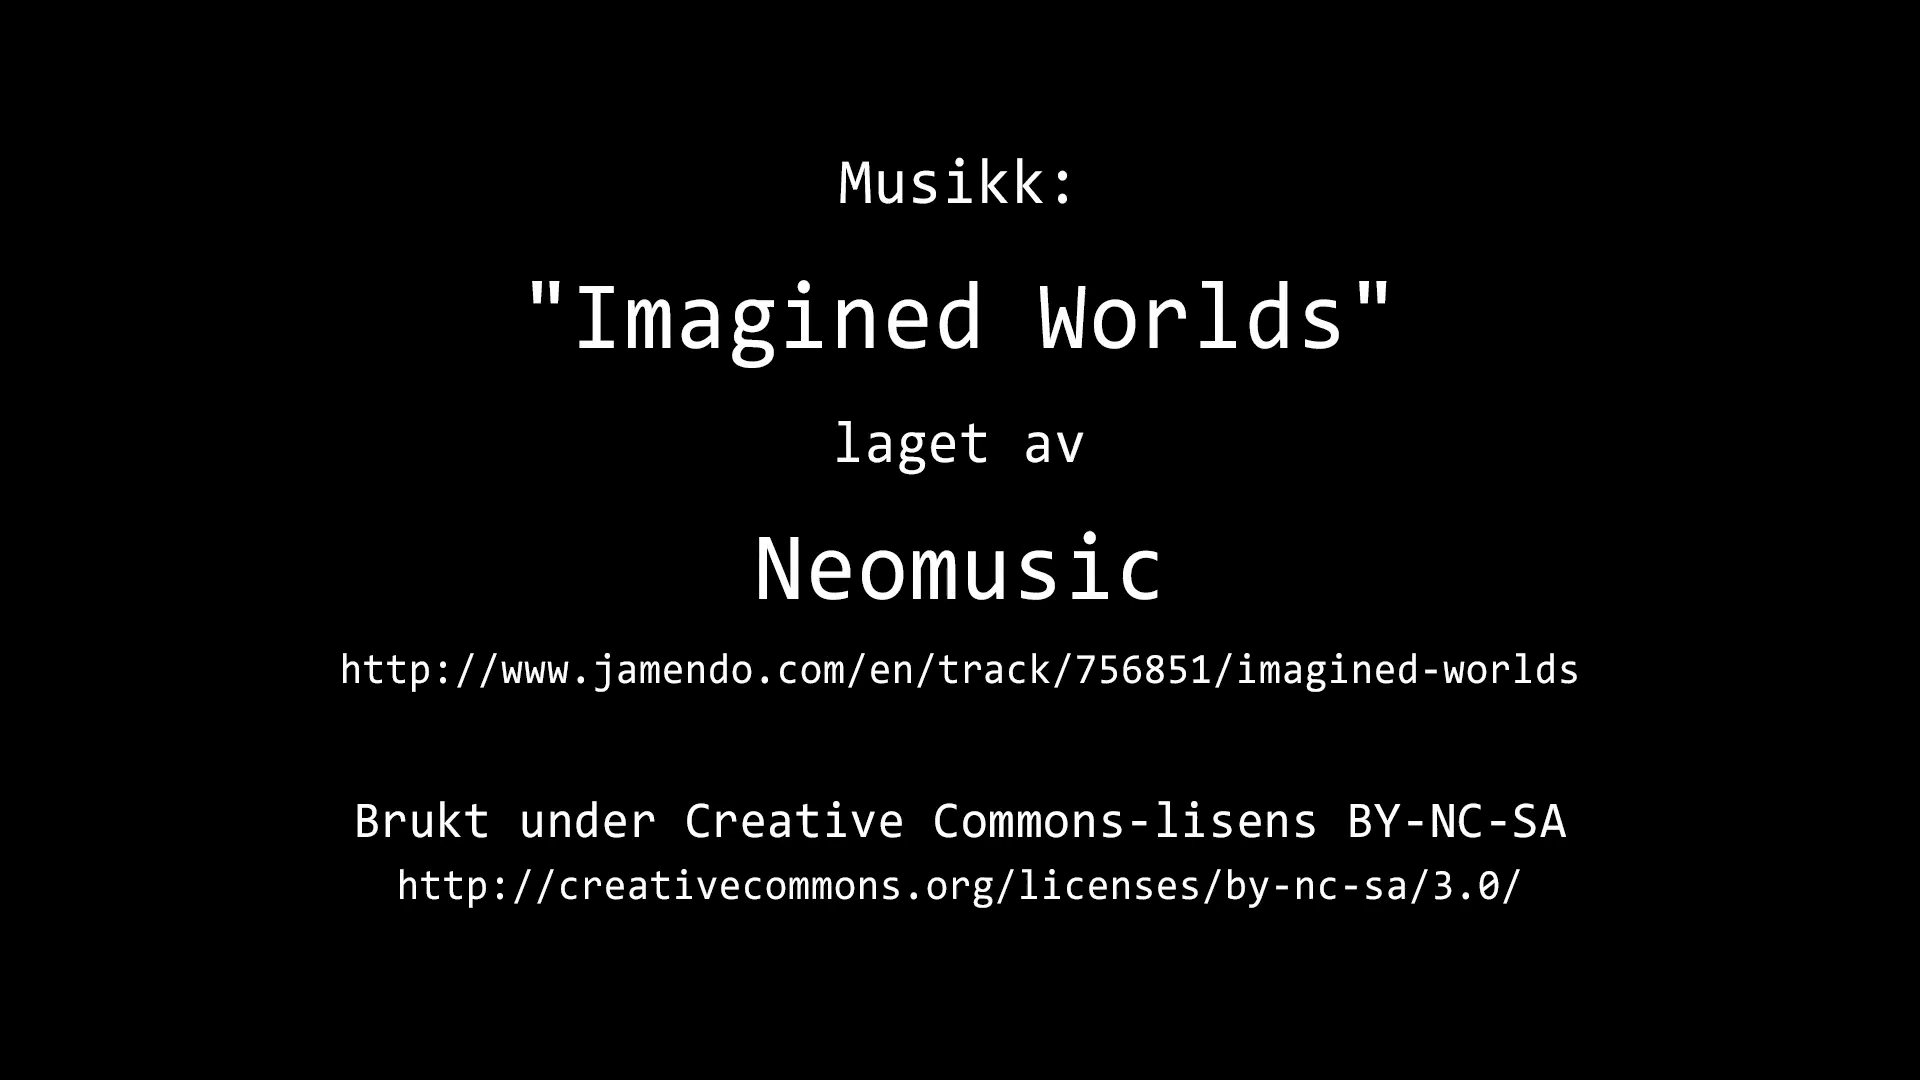 Musikk:
"Imagined Worlds"
laget av
Neomusic
http://www.jamendo.com/en/track/756851/imagined-worlds
Brukt under Creative Commons-lisens BY-NC-SA
http://creativecommons.org/licenses/by-nc-sa/3.0/